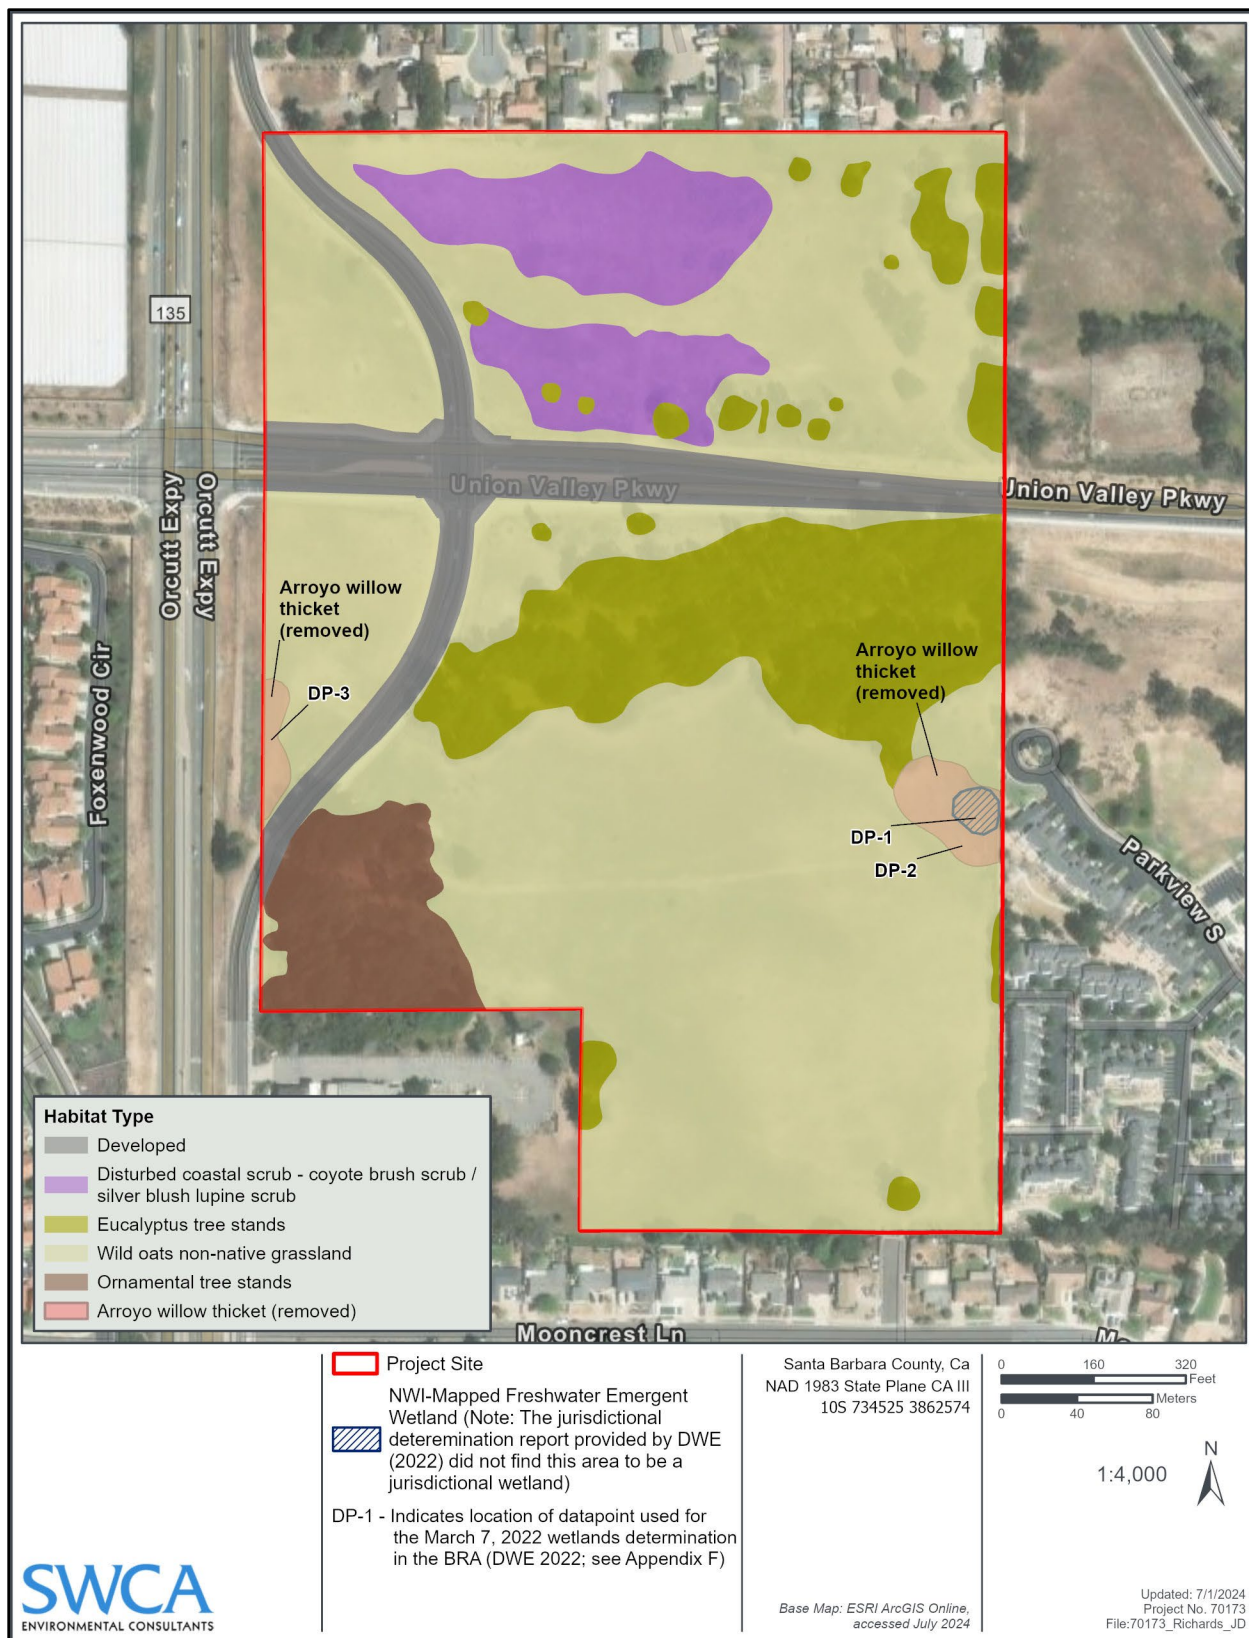 135
Union Valley Pkwy
Union Valley Pkwy
Orcutt Expy
Orcutt Expy
Foxenwood Cir
Arroyo willow
thicket
(removed)
DP-3
Arroyo willow
thicket
(removed)
DP-1
DP-2
Parkview S
Mooncrest Ln
Habitat Type
Developed
Disturbed coastal scrub - coyote brush scrub /
silver blush lupine scrub
Eucalyptus tree stands
Wild oats non-native grassland
Ornamental tree stands
Arroyo willow thicket (removed)
Project Site
NWI-Mapped Freshwater Emergent
Wetland (Note: The jurisdictional
deteremination report provided by DWE
(2022) did not find this area to be a
jurisdictional wetland)
DP-1 - Indicates location of datapoint used for
the March 7, 2022 wetlands determination
in the BRA (DWE 2022; see Appendix F)
Santa Barbara County, Ca
NAD 1983 State Plane CA III
10S 734525 3862574
Base Map: ESRI ArcGIS Online,
accessed July 2024
0 160 320
Feet
Meters
0 40 80
N
1:4,000
Updated: 7/1/2024
Project No. 70173
File:70173_Richards_JD
SWCA
ENVIRONMENTAL CONSULTANTS